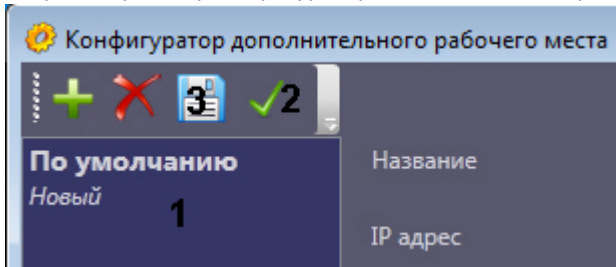 Конфигуратор дополнительного рабочего места
3 2
По умолчанию
Новый
1
Название
IP адрес